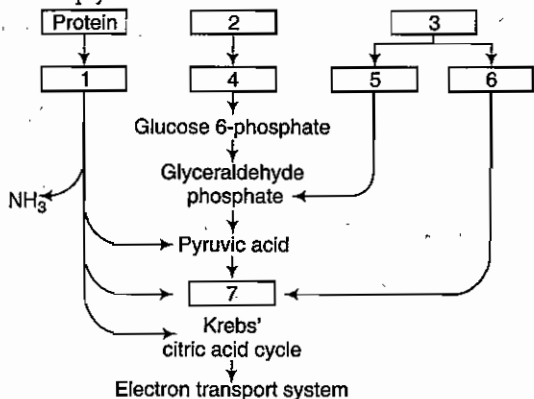 Protein 2 3
1 4 5 6
Glucose 6-phosphate
Glyceraldehyde
phosphate
NH3
Pyruvic acid
7
Krebs'
citric acid cycle
Electron transport system